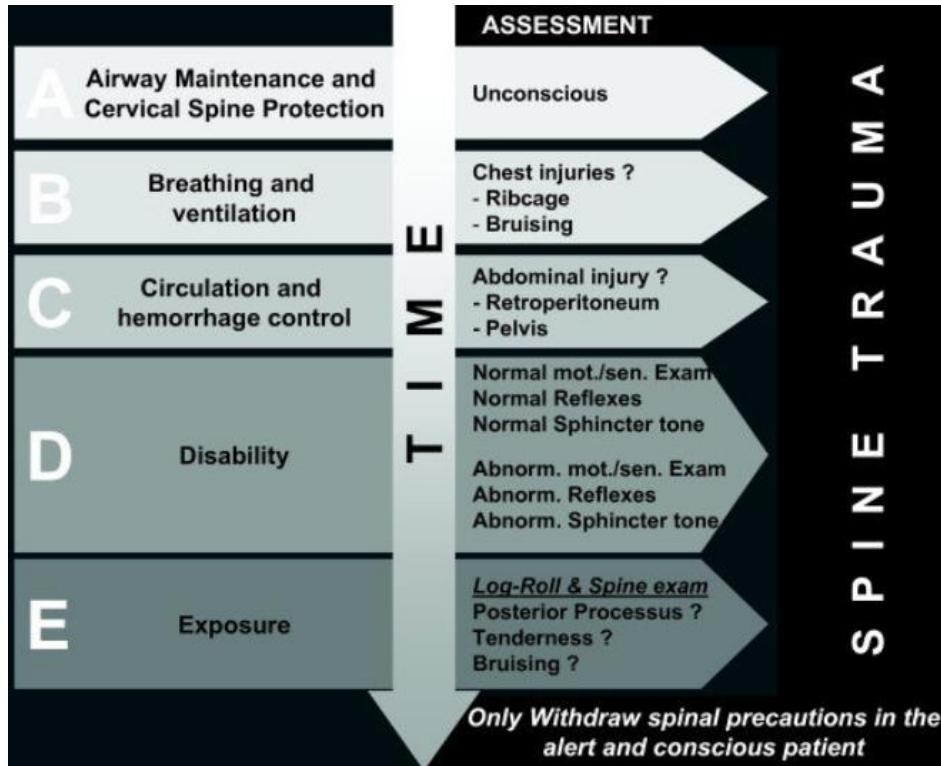 ASSESSMENT
A
Airway Maintenance and
Cervical Spine Protection
Unconscious
B
Breathing and
ventilation
Chest injuries ?
- Ribcage
- Bruising
C
Circulation and
hemorrhage control
Abdominal injury ?
- Retroperitoneum
- Pelvis
D
Disability
Normal mot./sen. Exam
Normal Reflexes
Normal Sphincter tone
Abnorm. mot./sen. Exam
Abnorm. Reflexes
Abnorm. Sphincter tone
E
Exposure
Log-Roll & Spine exam
Posterior Processus ?
Tenderness ?
Bruising ?
TIME
SPINE TRAUMA
Only Withdraw spinal precautions in the
alert and conscious patient